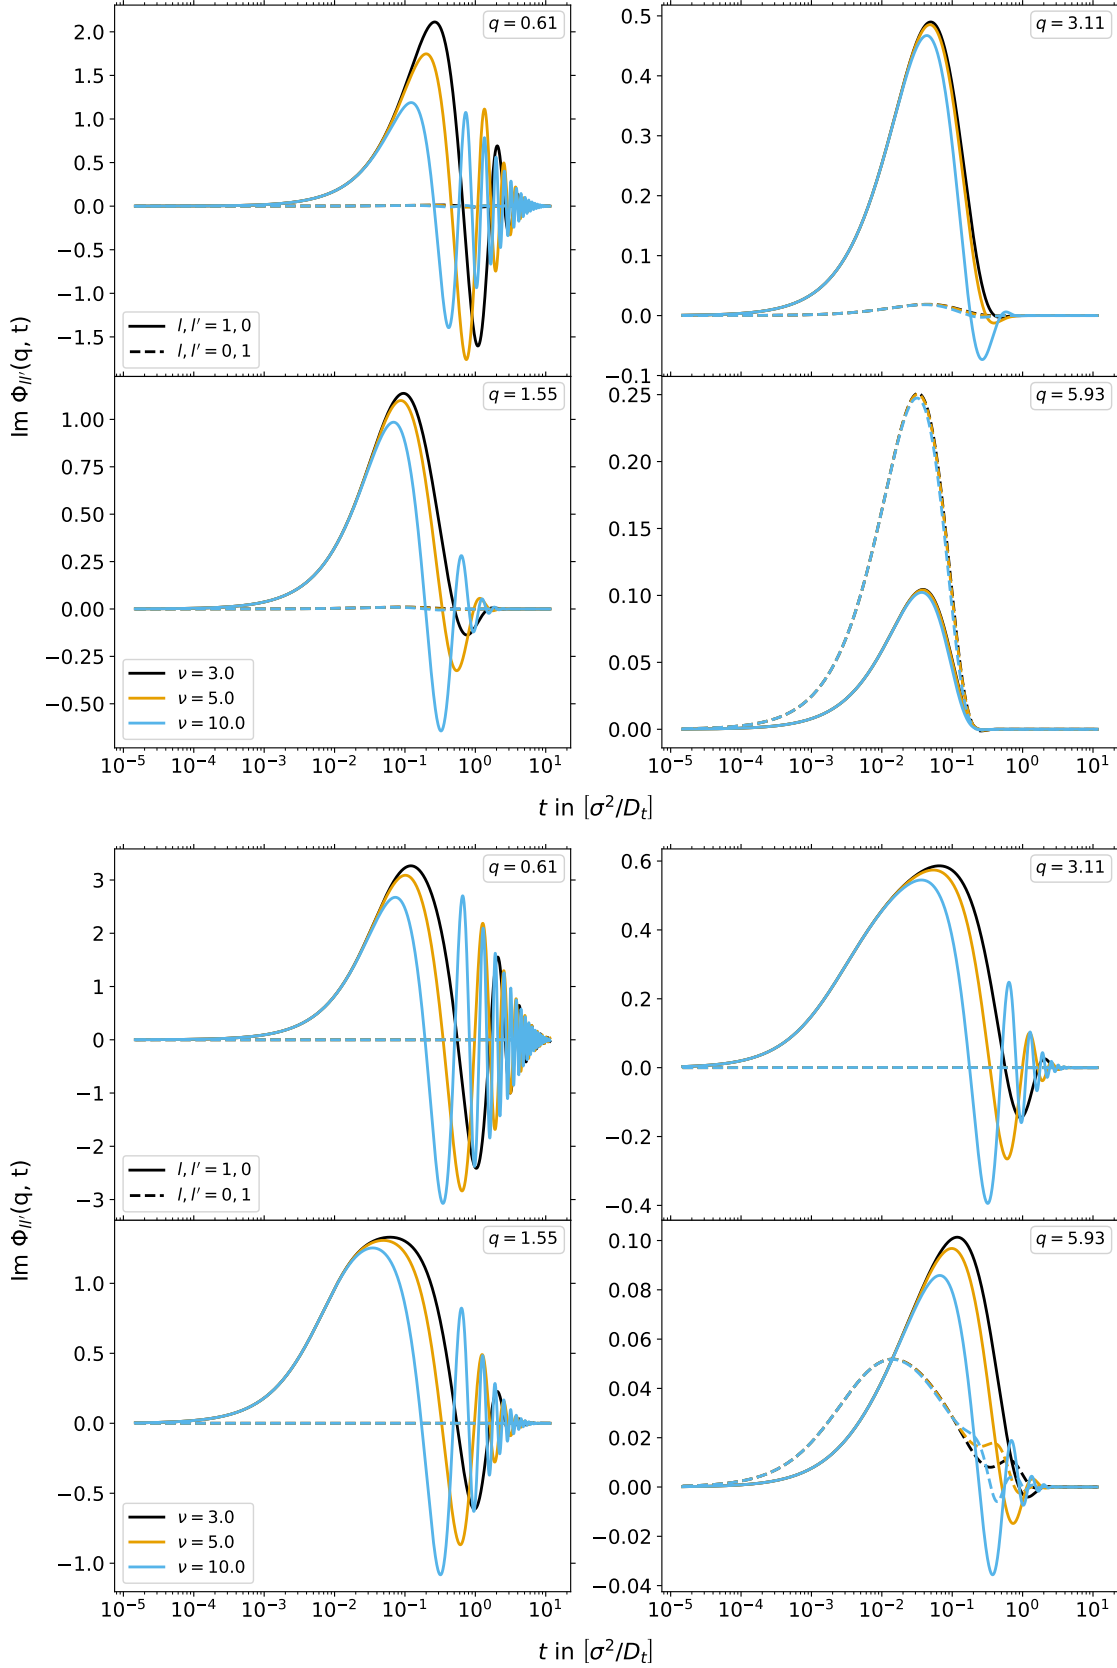 q = 0.61
2.0
1.5
1.0
0.5
0.0
−0.5
−1.0
−1.5
l, l′ = 1, 0
l, l′ = 0, 1
q = 3.11
0.5
0.4
0.3
0.2
0.1
0.0
−0.1
Im Φll′(q, t)
q = 1.55
1.00
0.75
0.50
0.25
0.00
−0.25
−0.50
ν = 3.0
ν = 5.0
ν = 10.0
10⁻⁵ 10⁻⁴ 10⁻³ 10⁻² 10⁻¹ 10⁰ 10¹
q = 5.93
0.25
0.20
0.15
0.10
0.05
0.00
10⁻⁵ 10⁻⁴ 10⁻³ 10⁻² 10⁻¹ 10⁰ 10¹
t in [σ²/Dt]
q = 0.61
3
2
1
0
−1
−2
−3
l, l′ = 1, 0
l, l′ = 0, 1
q = 3.11
0.6
0.4
0.2
0.0
−0.2
−0.4
Im Φll′(q, t)
q = 1.55
1.0
0.5
0.0
−0.5
−1.0
ν = 3.0
ν = 5.0
ν = 10.0
10⁻⁵ 10⁻⁴ 10⁻³ 10⁻² 10⁻¹ 10⁰ 10¹
q = 5.93
0.10
0.08
0.06
0.04
0.02
0.00
−0.02
−0.04
10⁻⁵ 10⁻⁴ 10⁻³ 10⁻² 10⁻¹ 10⁰ 10¹
t in [σ²/Dt]